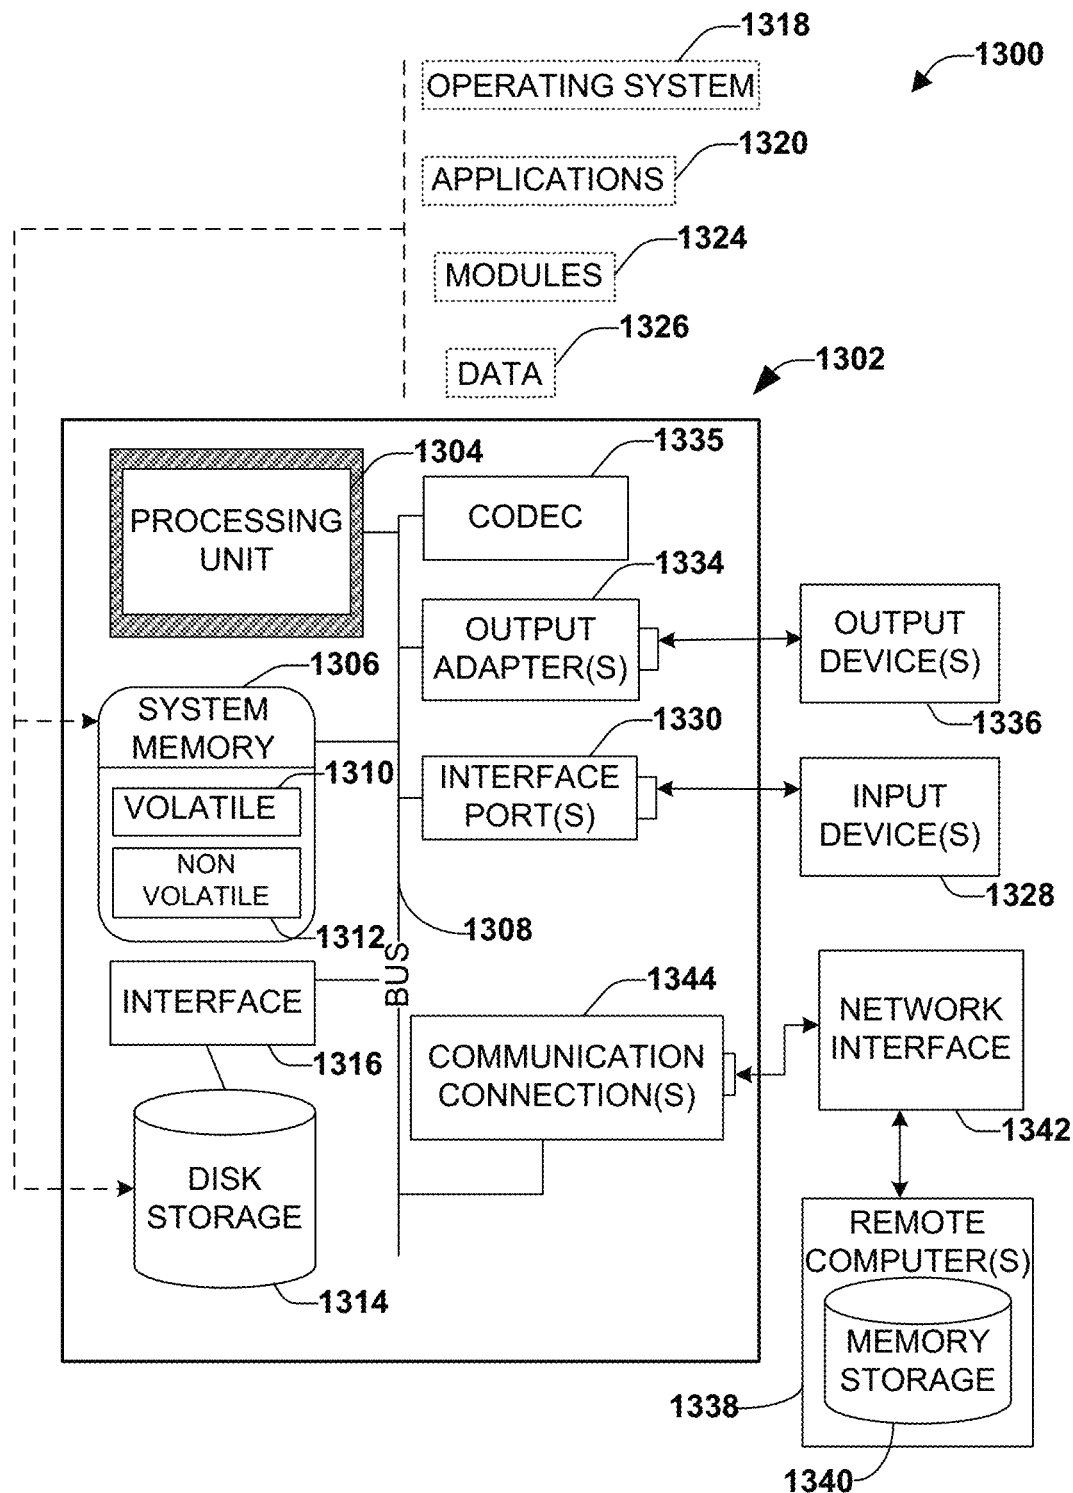 1318
1300
OPERATING SYSTEM
1320
APPLICATIONS
1324
MODULES
1326
DATA
1302
1304
PROCESSING
UNIT
1335
CODEC
1334
OUTPUT
ADAPTER(S)
OUTPUT
DEVICE(S)
1336
1306
SYSTEM
MEMORY
1310
VOLATILE
NON
VOLATILE
1312
1330
INTERFACE
PORT(S)
INPUT
DEVICE(S)
1328
1308
BUS
INTERFACE
1316
1344
COMMUNICATION
CONNECTION(S)
NETWORK
INTERFACE
1342
DISK
STORAGE
1314
REMOTE
COMPUTER(S)
MEMORY
STORAGE
1338
1340